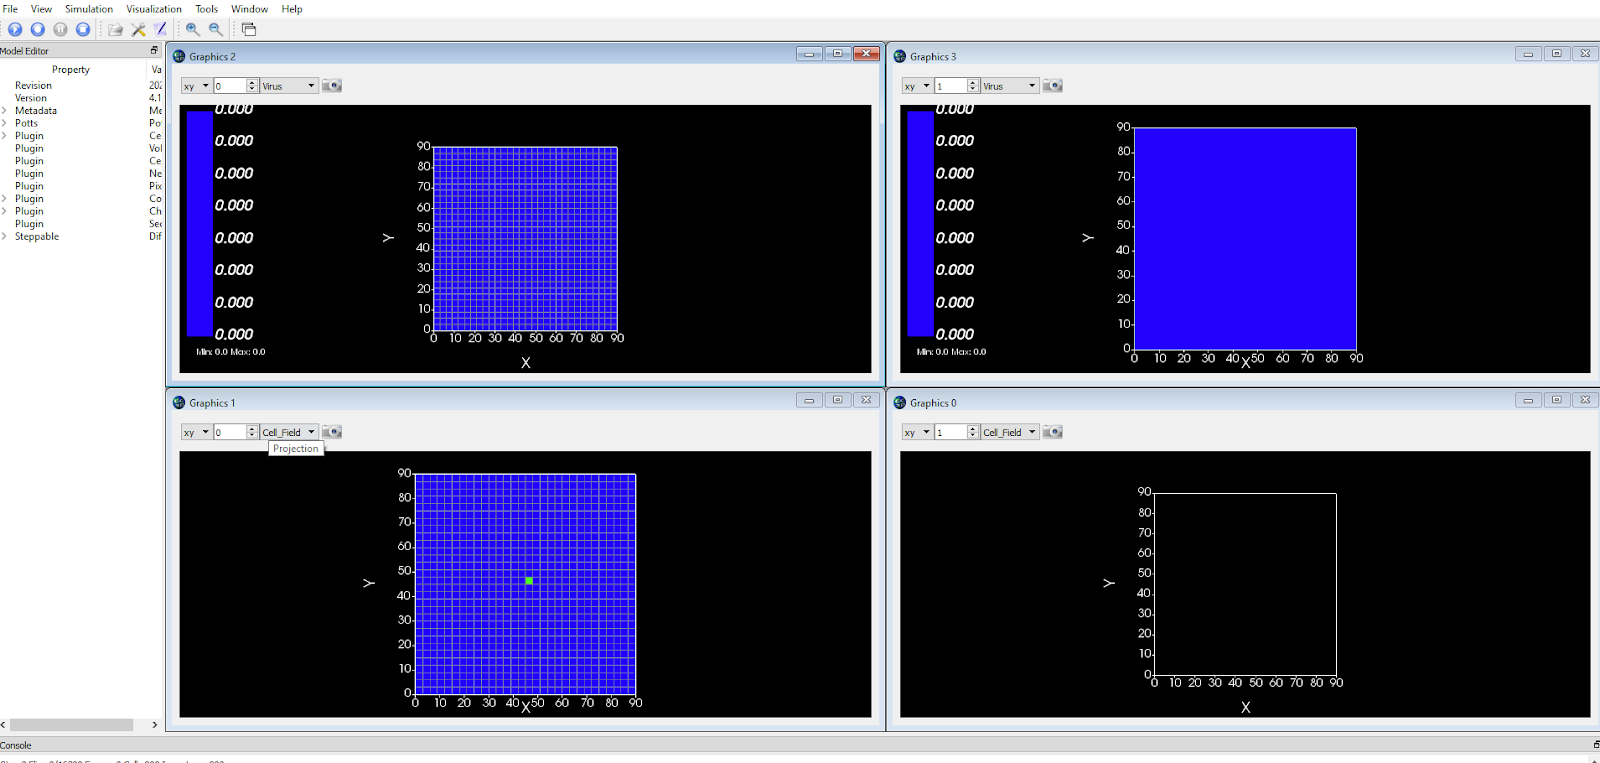 File View Simulation Visualization Tools Window Help
Model Editor
Property Va
Revision 202
Version 4.1
Metadata Me
Potts Po
Plugin Ce
Plugin Vol
Plugin Ce
Plugin Ne
Plugin Pix
Plugin Co
Plugin Ch
Plugin Sec
Steppable Dif
Graphics 2
xy 0 Virus
0.000
0.000
0.000
0.000
0.000
0.000
0.000
0.000
Min: 0.0 Max: 0.0
90
80
70
60
50
40
30
20
10
0
Y
0 10 20 30 40 50 60 70 80 90
X
Graphics 3
xy 1 Virus
0.000
0.000
0.000
0.000
0.000
0.000
0.000
0.000
Min: 0.0 Max: 0.0
90
80
70
60
50
40
30
20
10
0
Y
0 10 20 30 40 50 60 70 80 90
X
Graphics 1
xy 0 Cell_Field
Projection
90
80
70
60
50
40
30
20
10
0
Y
0 10 20 30 40 50 60 70 80 90
X
Graphics 0
xy 1 Cell_Field
90
80
70
60
50
40
30
20
10
0
Y
0 10 20 30 40 50 60 70 80 90
X
Console